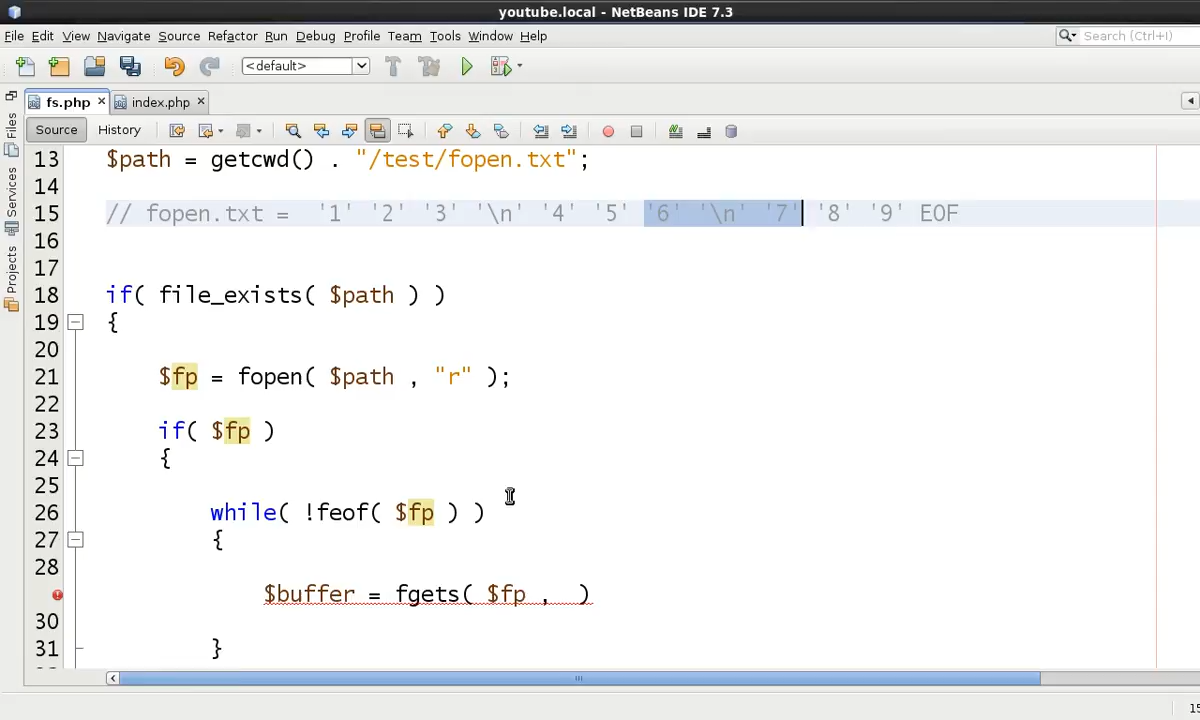 youtube.local - NetBeans IDE 7.3
File Edit View Navigate Source Refactor Run Debug Profile Team Tools Window Help
Search (Ctrl+I)
<default>
fs.php index.php
Source History
Files
Services
Projects
13 $path = getcwd() . "/test/fopen.txt";
14
15 // fopen.txt = '1' '2' '3' '\n' '4' '5' '6' '\n' '7' '8' '9' EOF
16
17
18 if( file_exists( $path ) )
19 {
20
21 $fp = fopen( $path , "r" );
22
23 if( $fp )
24 {
25
26 while( !feof( $fp ) )
27 {
28
$buffer = fgets( $fp , )
30
31 }
15